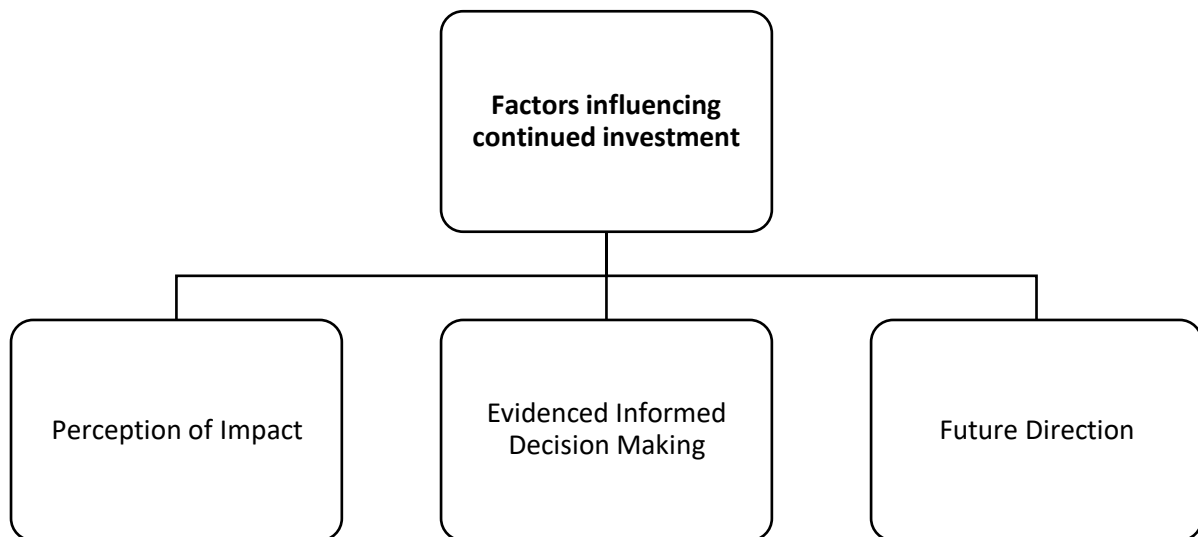 Factors influencing
continued investment
Perception of Impact
Evidenced Informed
Decision Making
Future Direction